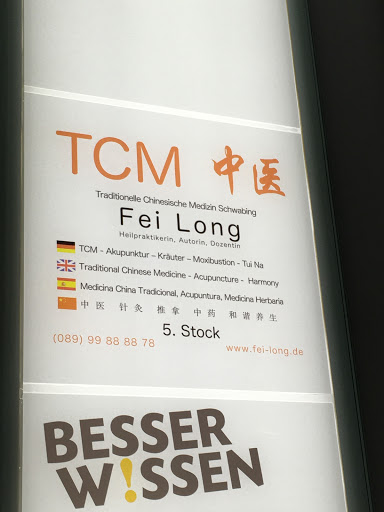 TCM 中医
Traditionelle Chinesische Medizin Schwabing
Fei Long
Heilpraktikerin, Autorin, Dozentin
TCM - Akupunktur – Kräuter – Moxibustion - Tui Na
Traditional Chinese Medicine - Acupuncture - Harmony
Medicina China Tradicional, Acupuntura, Medicina Herbaria
中医 针灸 推拿 中药 和谐养生
5. Stock
(089) 99 88 88 78 www.fei-long.de
BESSER
W!SSEN